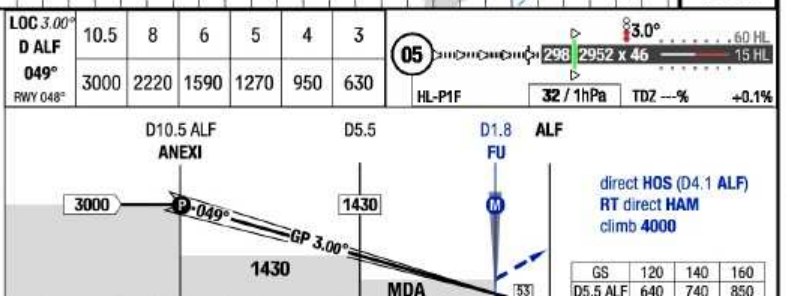 LOC 3.00°
D ALF 10.5 8 6 5 4 3
049° 3000 2220 1590 1270 950 630
RWY 048°
05
3.0°
60 HL
298 2952 x 46
15 HL
HL-P1F 32 / 1hPa TDZ ---% +0.1%
D10.5 ALF D5.5 D1.8 ALF
ANEXI FU
direct HOS (D4.1 ALF)
RT direct HAM
climb 4000
3000 P 049° 1430 M
GP 3.00°
1430
MDA 53
GS 120 140 160
D5.5 ALF 640 740 850